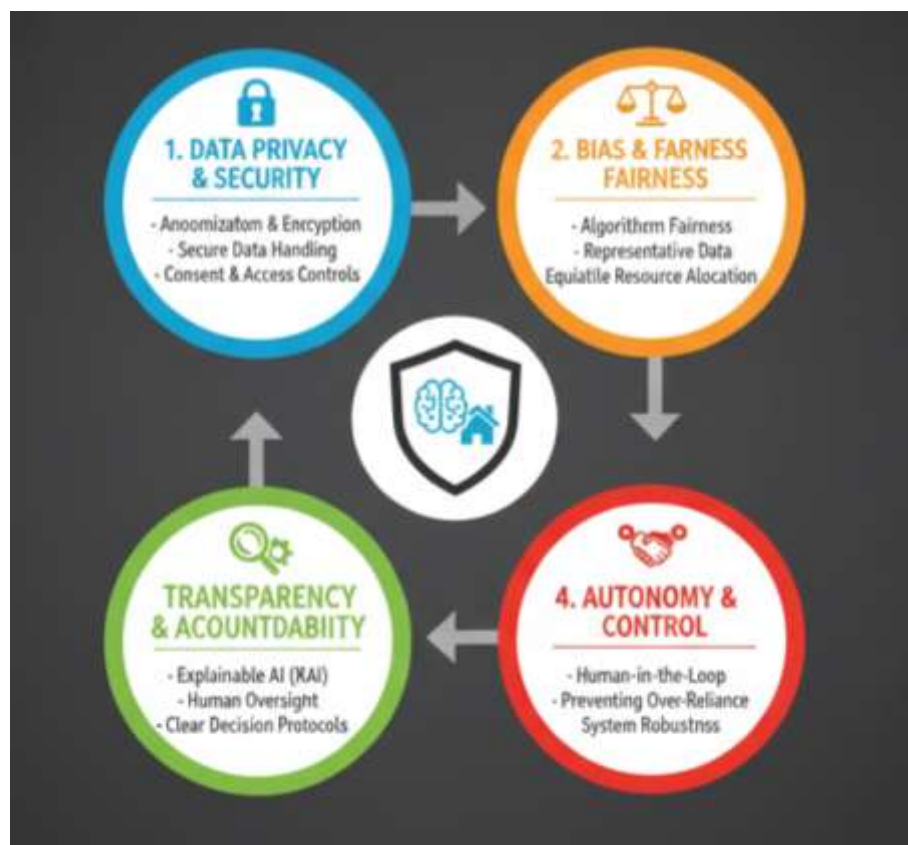 1. DATA PRIVACY
& SECURITY
- Anoomizatom & Encryption
- Secure Data Handling
- Consent & Access Controls
2. BIAS & FARNESS
FAIRNESS
- Algorithm Fairness
- Representative Data
Equiatile Resource Alocation
4. AUTONOMY &
CONTROL
- Human-in-the-Loop
- Preventing Over-Reliance
System Robustnss
TRANSPARENCY
& ACOUNTDABIITY
- Explainable AI (XAI)
- Human Oversight
- Clear Decision Protocols